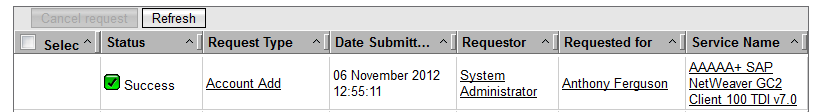 Cancel request Refresh
Selec Status Request Type Date Submitt... Requestor Requested for Service Name
Success Account Add 06 November 2012 12:55:11 System Administrator Anthony Ferguson AAAAA+ SAP NetWeaver GC2 Client 100 TDI v7.0